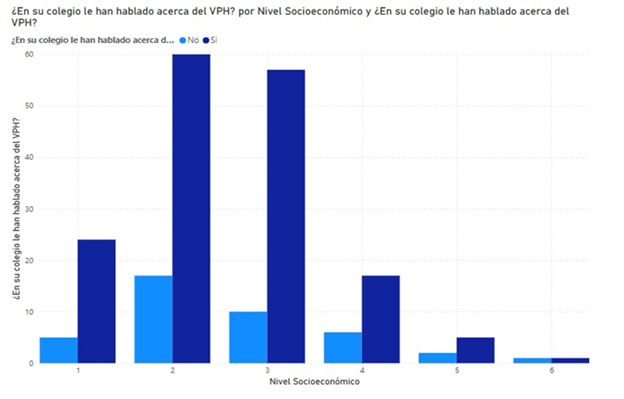 ¿En su colegio le han hablado acerca del VPH? por Nivel Socioeconómico y ¿En su colegio le han hablado acerca del
VPH?
¿En su colegio le han hablado acerca d... No Si
60
50
40
30
20
10
0
¿En su colegio le han hablado acerca del VPH?
1 2 3 4 5 6
Nivel Socioeconómico